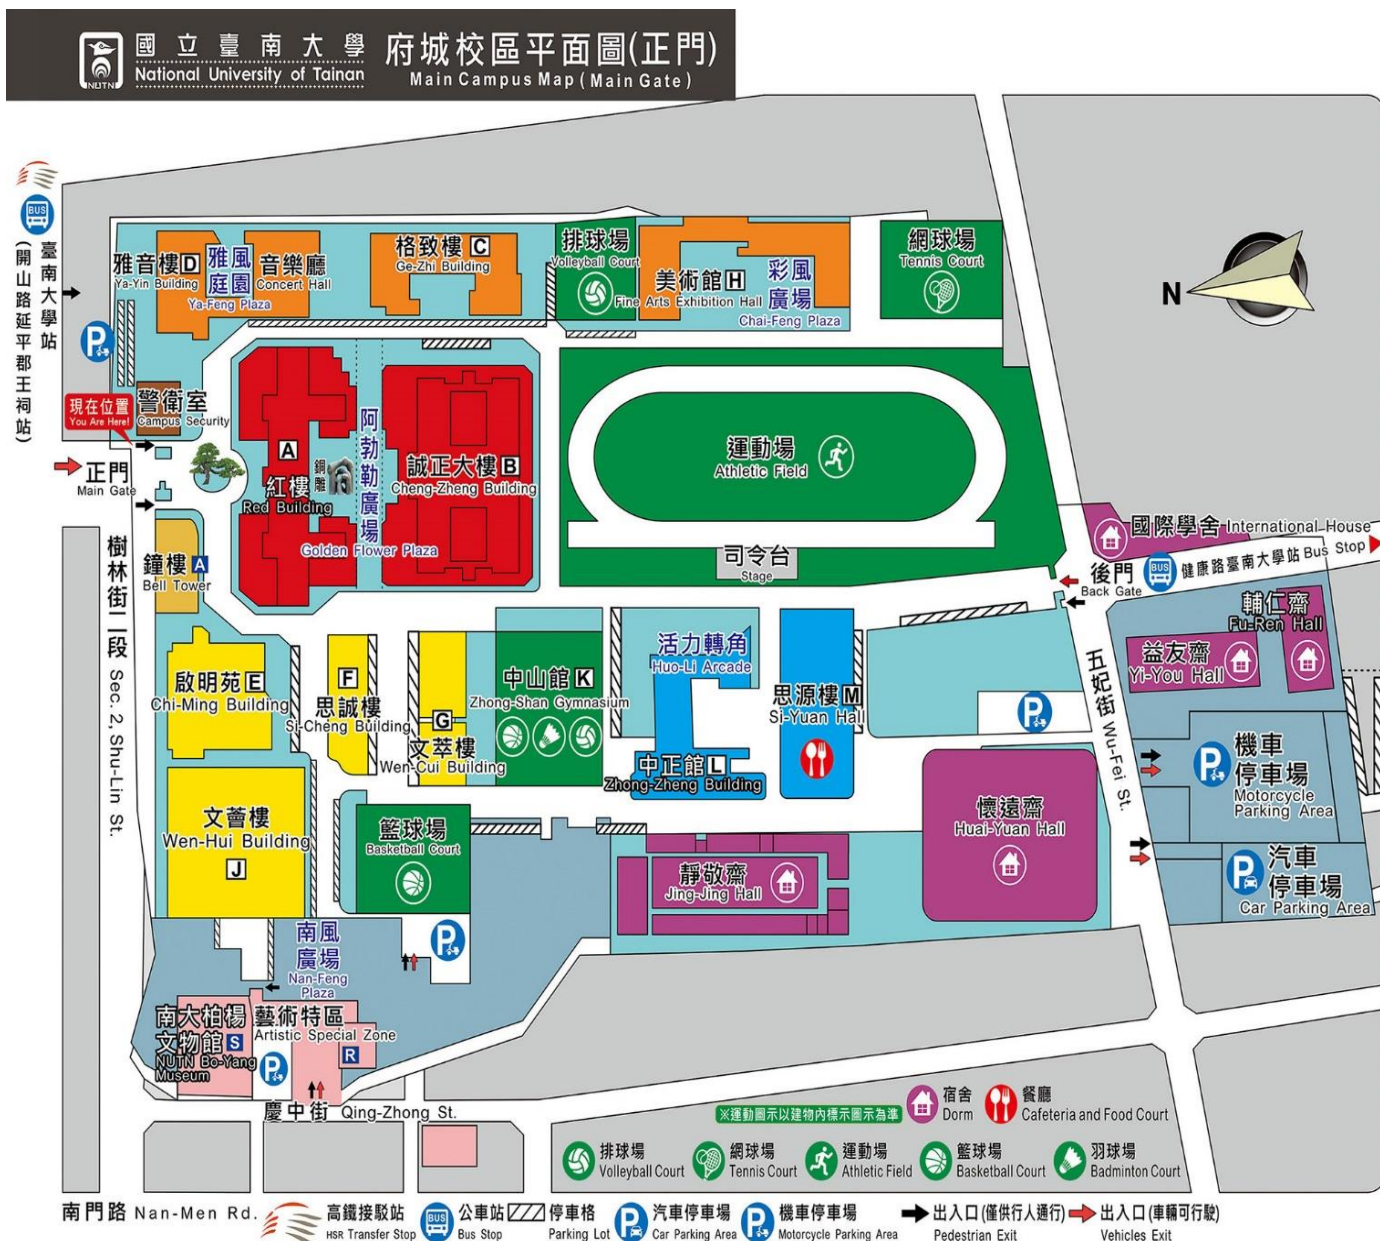 國立臺南大學
National University of Tainan
NUTN
府城校區平面圖(正門)
Main Campus Map (Main Gate)
BUS
臺南大學站
(開山路延平郡王祠站)
雅音樓 D
Ya-Yin Building
雅風
庭園
Ya-Feng Plaza
音樂廳
Concert Hall
格致樓 C
Ge-Zhi Building
排球場
Volleyball Court
美術館 H
Fine Arts Exhibition Hall
彩風
廣場
Chai-Feng Plaza
網球場
Tennis Court
N
P
警衛室
Campus Security
現在位置
You Are Here!
正門
Main Gate
A
紅樓
Red Building
銅雕
阿勃勒廣場
Golden Flower Plaza
誠正大樓 B
Cheng-Zheng Building
運動場
Athletic Field
司令台
Stage
國際學舍 International House
後門
Back Gate
BUS
健康路臺南大學站 Bus Stop
樹林街二段 Sec. 2, Shu-Lin St.
鐘樓 A
Bell Tower
啟明苑 E
Chi-Ming Building
F
思誠樓
Si-Cheng Building
G
文萃樓
Wen-Cui Building
中山館 K
Zhong-Shan Gymnasium
活力轉角
Huo-Li Arcade
中正館 L
Zhong-Zheng Building
思源樓 M
Si-Yuan Hall
P
五妃街 Wu-Fei St.
益友齋
Yi-You Hall
輔仁齋
Fu-Ren Hall
P
機車
停車場
Motorcycle
Parking Area
P
汽車
停車場
Car Parking Area
文薈樓
Wen-Hui Building
J
籃球場
Basketball Court
靜敬齋
Jing-Jing Hall
懷遠齋
Huai-Yuan Hall
P
南風
廣場
Nan-Feng
Plaza
南大柏楊
文物館 S
NUTN Bo-Yang
Museum
藝術特區
Artistic Special Zone
R
P
慶中街 Qing-Zhong St.
※運動圖示以建物內標示圖示為準
宿舍
Dorm
餐廳
Cafeteria and Food Court
排球場
Volleyball Court
網球場
Tennis Court
運動場
Athletic Field
籃球場
Basketball Court
羽球場
Badminton Court
南門路 Nan-Men Rd.
高鐵接駁站
HSR Transfer Stop
BUS
公車站
Bus Stop
停車格
Parking Lot
P
汽車停車場
Car Parking Area
P
機車停車場
Motorcycle Parking Area
出入口(僅供行人通行)
Pedestrian Exit
出入口(車輛可行駛)
Vehicles Exit